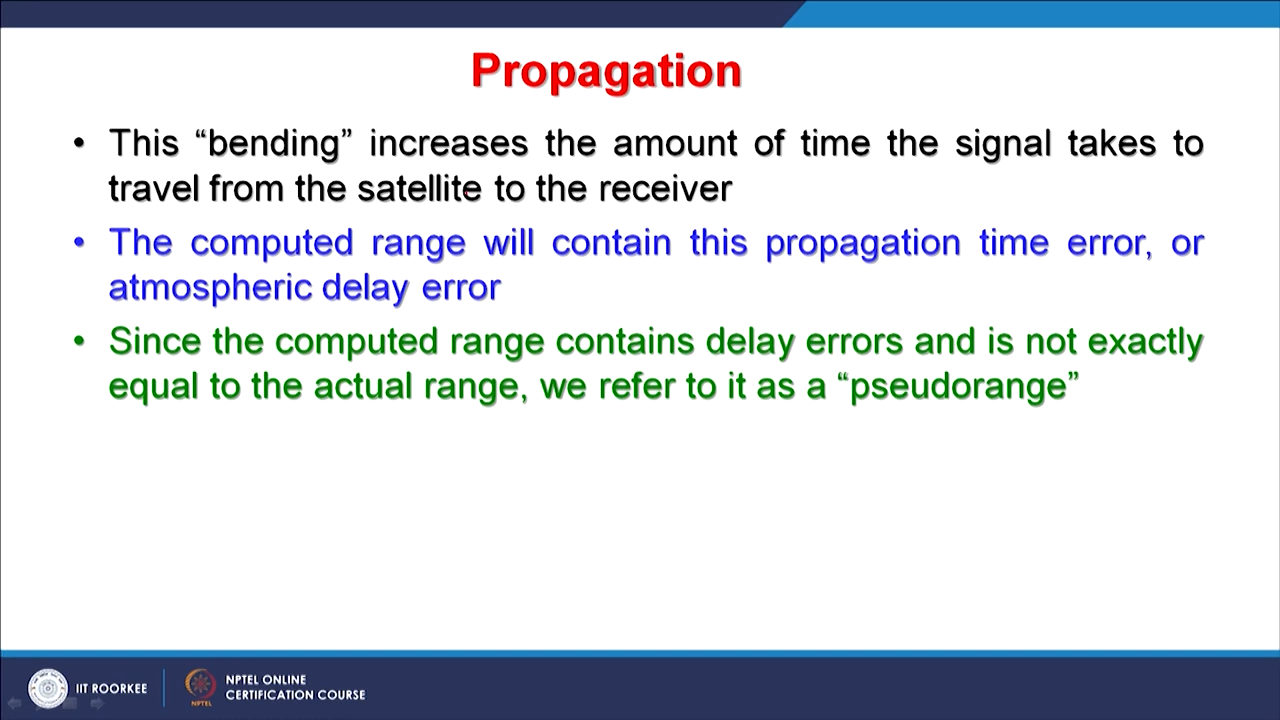 Propagation
• This “bending” increases the amount of time the signal takes to
travel from the satellite to the receiver
• The computed range will contain this propagation time error, or
atmospheric delay error
• Since the computed range contains delay errors and is not exactly
equal to the actual range, we refer to it as a “pseudorange”
IIT ROORKEE
NPTEL
NPTEL ONLINE
CERTIFICATION COURSE